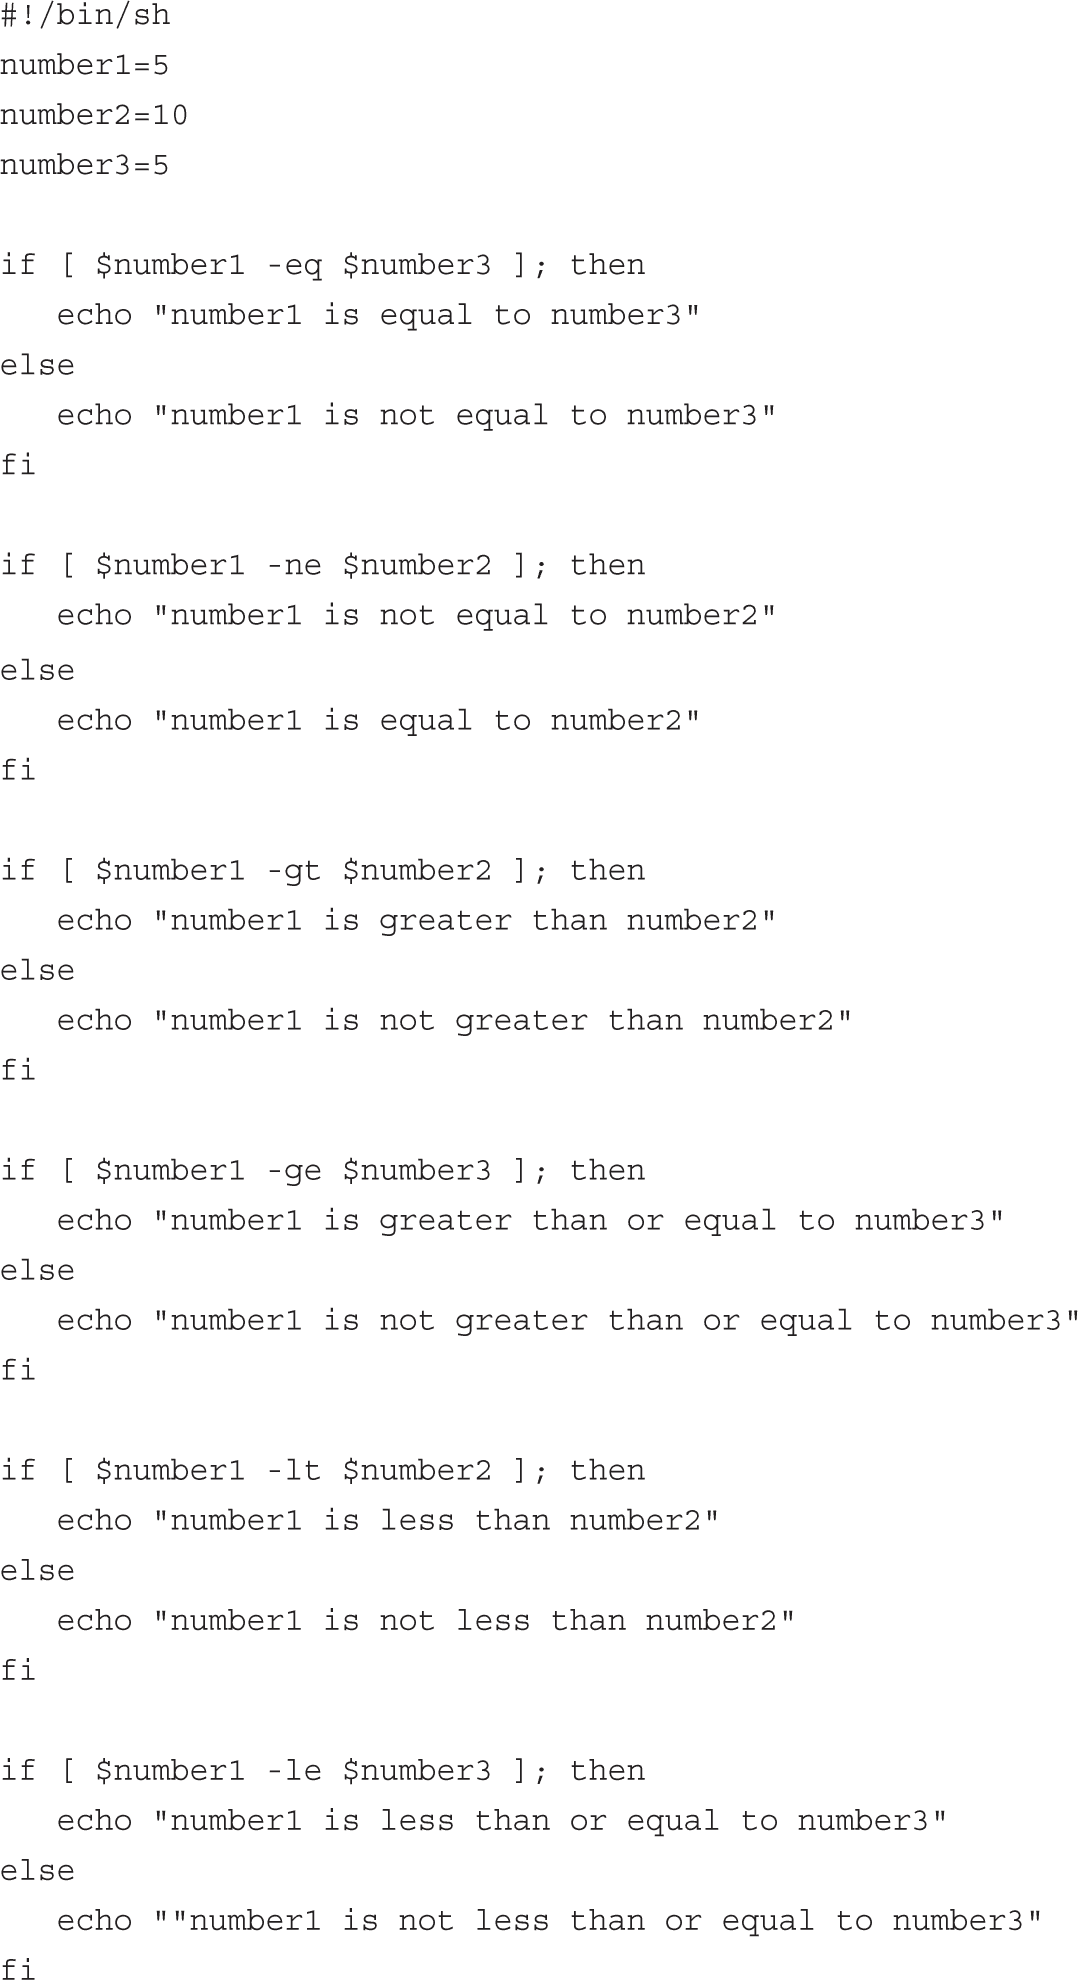 #!/bin/sh
number1=5
number2=10
number3=5

if [ $number1 -eq $number3 ]; then
   echo "number1 is equal to number3"
else
   echo "number1 is not equal to number3"
fi

if [ $number1 -ne $number2 ]; then
   echo "number1 is not equal to number2"
else
   echo "number1 is equal to number2"
fi

if [ $number1 -gt $number2 ]; then
   echo "number1 is greater than number2"
else
   echo "number1 is not greater than number2"
fi

if [ $number1 -ge $number3 ]; then
   echo "number1 is greater than or equal to number3"
else
   echo "number1 is not greater than or equal to number3"
fi

if [ $number1 -lt $number2 ]; then
   echo "number1 is less than number2"
else
   echo "number1 is not less than number2"
fi

if [ $number1 -le $number3 ]; then
   echo "number1 is less than or equal to number3"
else
   echo ""number1 is not less than or equal to number3"
fi